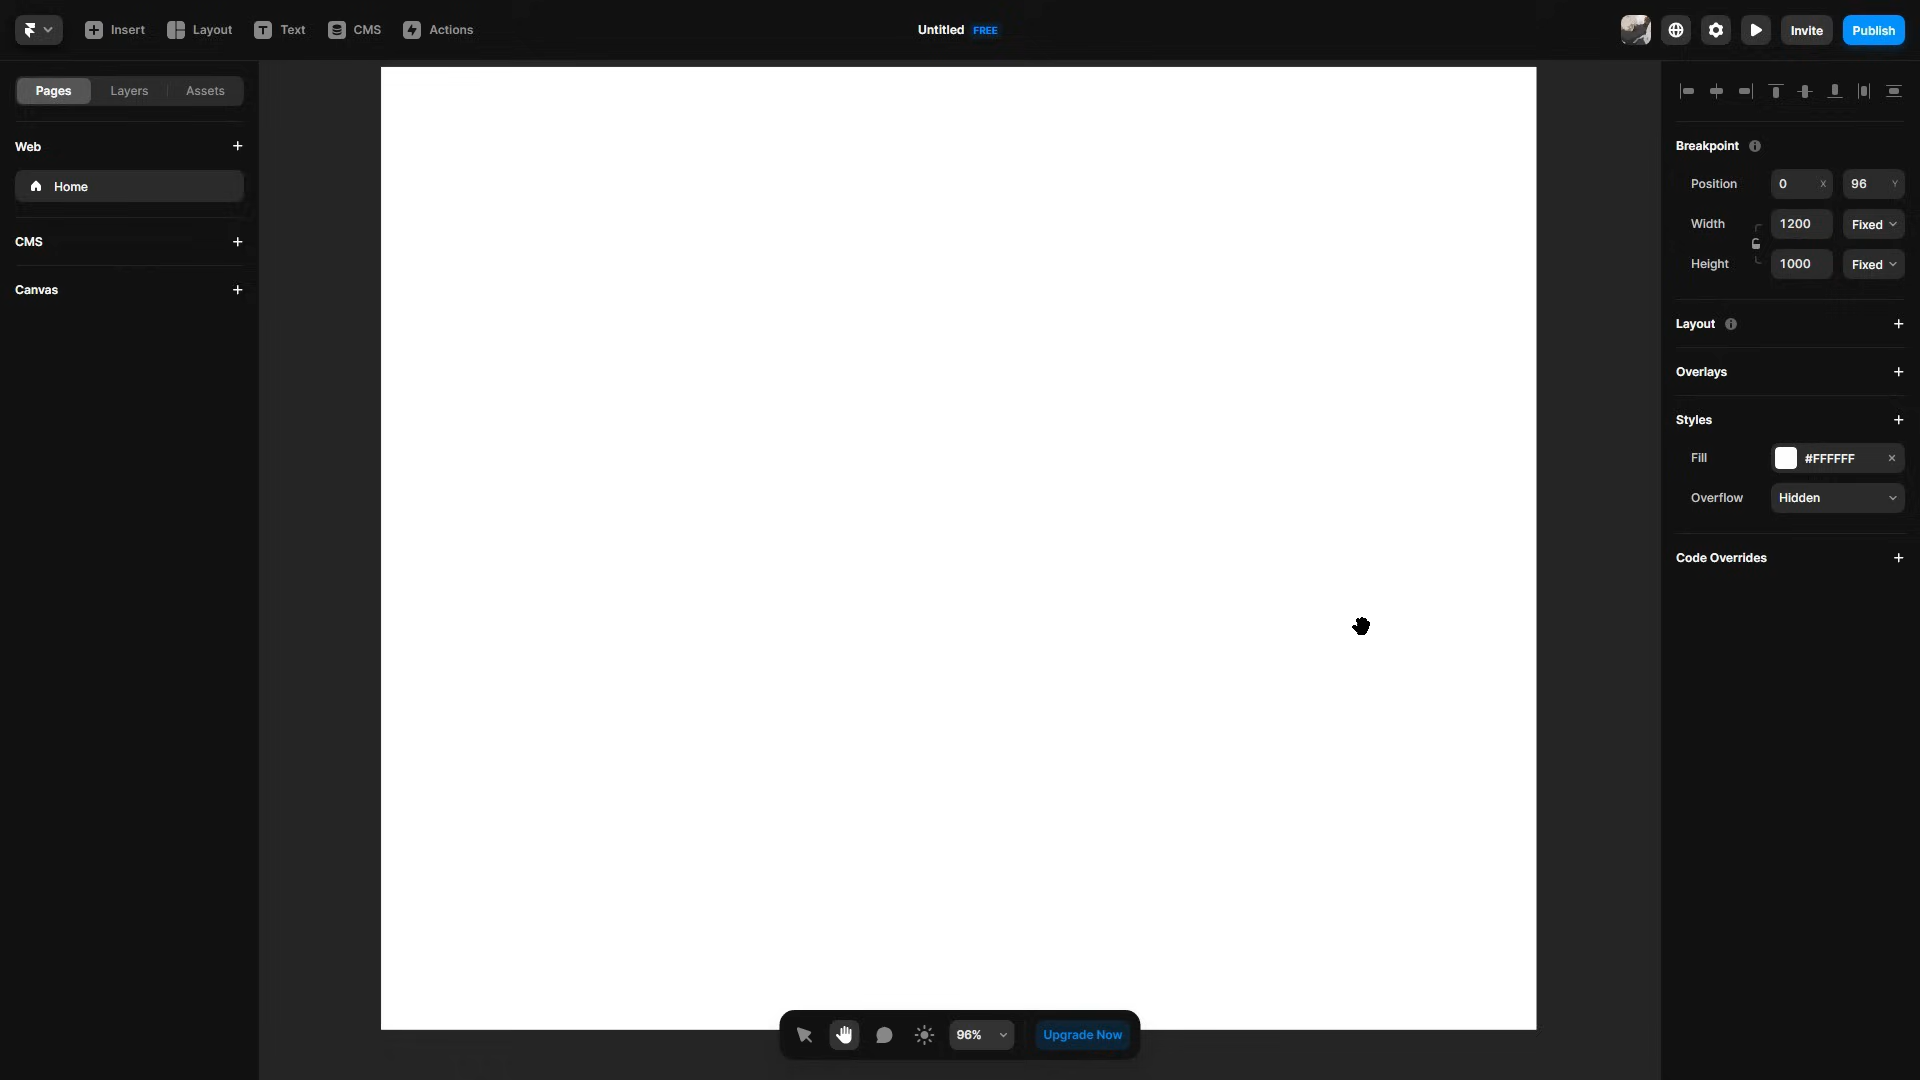 Insert Layout Text CMS Actions Untitled FREE Invite Publish
Pages Layers Assets
Web
Home
CMS
Canvas
Breakpoint
Position 0 X 96 Y
Width 1200 Fixed
Height 1000 Fixed
Layout
Overlays
Styles
Fill #FFFFFF
Overflow Hidden
Code Overrides
96% Upgrade Now